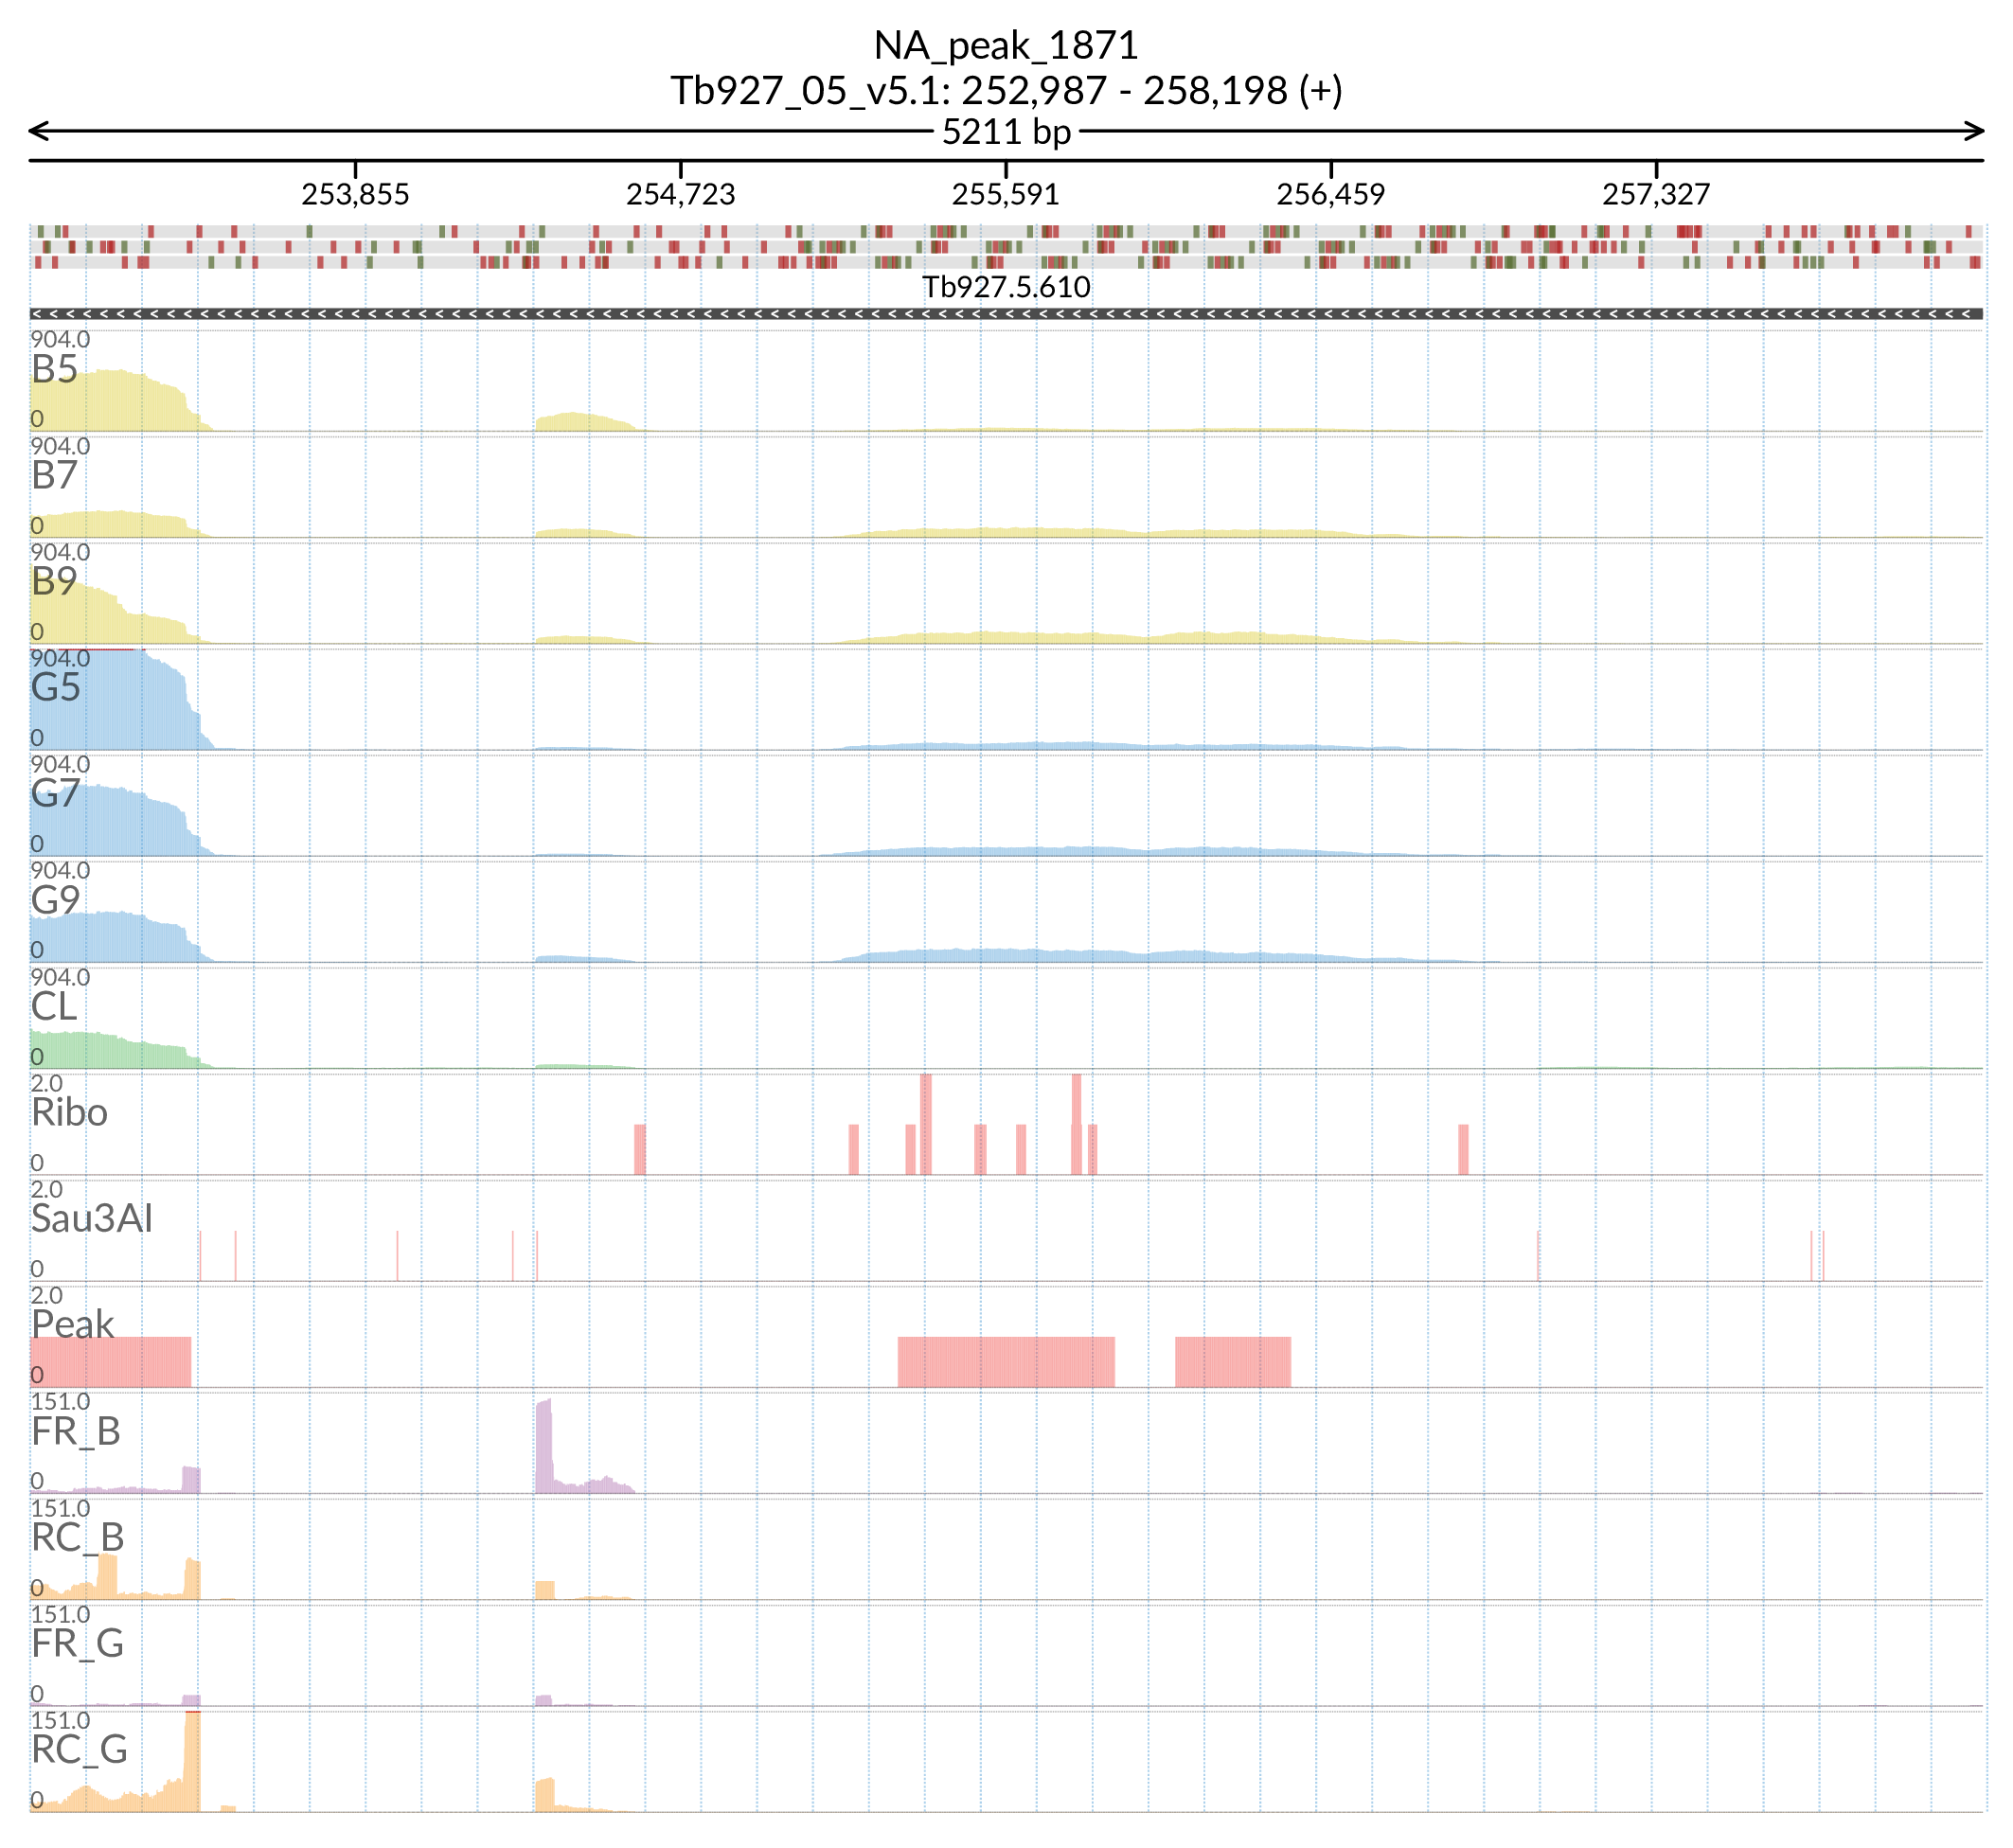 NA_peak_1871
Tb927_05_v5.1: 252,987 - 258,198 (+)
5211 bp
253,855 254,723 255,591 256,459 257,327
Tb927.5.610
904.0
B5
0
904.0
B7
0
904.0
B9
0
904.0
G5
0
904.0
G7
0
904.0
G9
0
904.0
CL
0
2.0
Ribo
0
2.0
Sau3AI
0
2.0
Peak
0
151.0
FR_B
0
151.0
RC_B
0
151.0
FR_G
0
151.0
RC_G
0